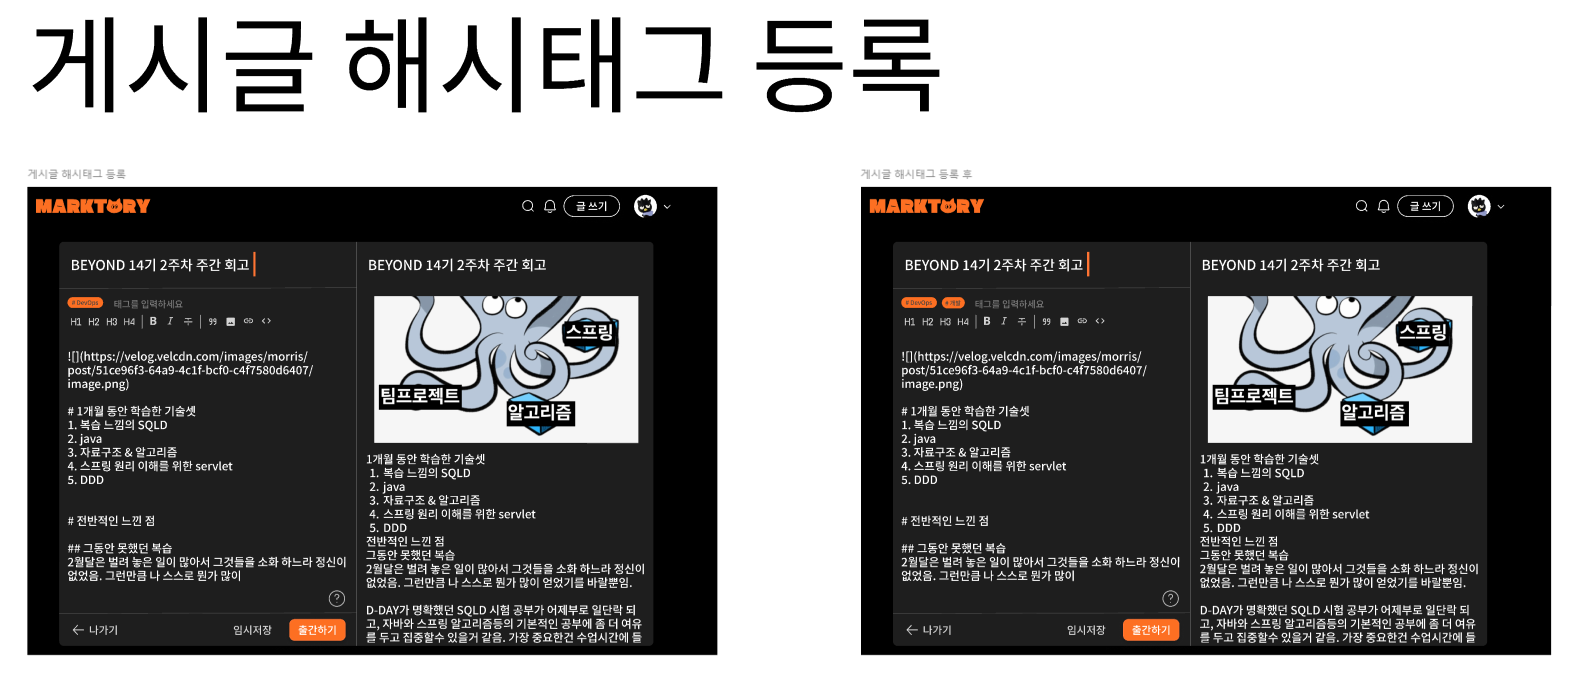 게시글 해시태그 등록
게시글 해시태그 등록
MARKTORY
글 쓰기
BEYOND 14기 2주차 주간 회고
# DevOps
태그를 입력하세요
H1 H2 H3 H4 B I T 99 <>
![](https://velog.velcdn.com/images/morris/
post/51ce96f3-64a9-4c1f-bcf0-c4f7580d6407/
image.png)
# 1개월 동안 학습한 기술셋
1. 복습 느낌의 SQLD
2. java
3. 자료구조 & 알고리즘
4. 스프링 원리 이해를 위한 servlet
5. DDD
# 전반적인 느낀 점
## 그동안 못했던 복습
2월달은 벌려 놓은 일이 많아서 그것들을 소화 하느라 정신이
없었음. 그런만큼 나 스스로 뭔가 많이
?
나가기
임시저장
출간하기
BEYOND 14기 2주차 주간 회고
스프링
팀프로젝트
알고리즘
1개월 동안 학습한 기술셋
1. 복습 느낌의 SQLD
2. java
3. 자료구조 & 알고리즘
4. 스프링 원리 이해를 위한 servlet
5. DDD
전반적인 느낀 점
그동안 못했던 복습
2월달은 벌려 놓은 일이 많아서 그것들을 소화 하느라 정신이
없었음. 그런만큼 나 스스로 뭔가 많이 얻었기를 바랄뿐임.
D-DAY가 명확했던 SQLD 시험 공부가 어제부로 일단락 되
고, 자바와 스프링 알고리즘등의 기본적인 공부에 좀 더 여유
를 두고 집중할수 있을거 같음. 가장 중요한건 수업시간에 들
게시글 해시태그 등록 후
MARKTORY
글 쓰기
BEYOND 14기 2주차 주간 회고
# DevOps
# 개발
태그를 입력하세요
H1 H2 H3 H4 B I T 99 <>
![](https://velog.velcdn.com/images/morris/
post/51ce96f3-64a9-4c1f-bcf0-c4f7580d6407/
image.png)
# 1개월 동안 학습한 기술셋
1. 복습 느낌의 SQLD
2. java
3. 자료구조 & 알고리즘
4. 스프링 원리 이해를 위한 servlet
5. DDD
# 전반적인 느낀 점
## 그동안 못했던 복습
2월달은 벌려 놓은 일이 많아서 그것들을 소화 하느라 정신이
없었음. 그런만큼 나 스스로 뭔가 많이
?
나가기
임시저장
출간하기
BEYOND 14기 2주차 주간 회고
스프링
팀프로젝트
알고리즘
1개월 동안 학습한 기술셋
1. 복습 느낌의 SQLD
2. java
3. 자료구조 & 알고리즘
4. 스프링 원리 이해를 위한 servlet
5. DDD
전반적인 느낀 점
그동안 못했던 복습
2월달은 벌려 놓은 일이 많아서 그것들을 소화 하느라 정신이
없었음. 그런만큼 나 스스로 뭔가 많이 얻었기를 바랄뿐임.
D-DAY가 명확했던 SQLD 시험 공부가 어제부로 일단락 되
고, 자바와 스프링 알고리즘등의 기본적인 공부에 좀 더 여유
를 두고 집중할수 있을거 같음. 가장 중요한건 수업시간에 들